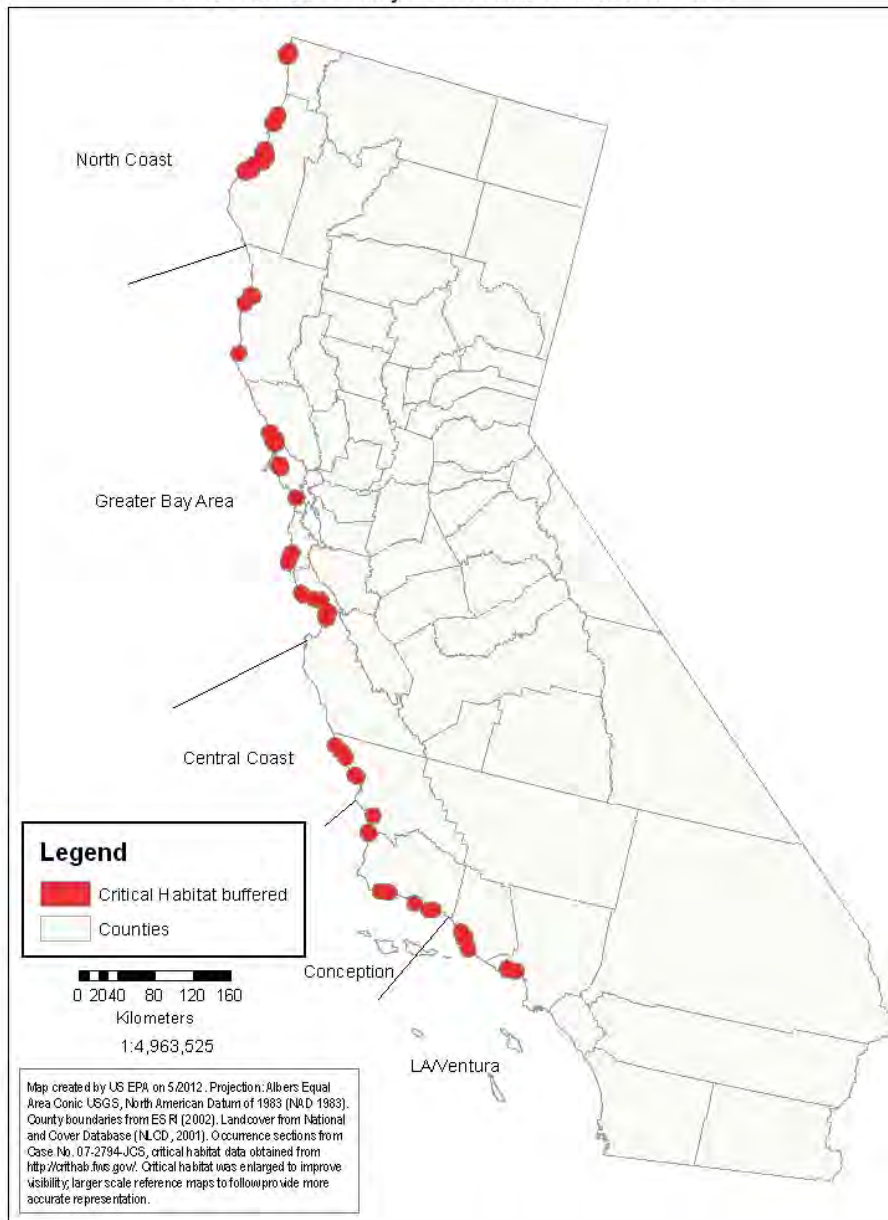 North Coast
Greater Bay Area
Central Coast
Legend
Critical Habitat buffered
Counties
0 20 40 80 120 160
Kilometers
1:4,963,525
Conception
LA/Ventura
Map created by US EPA on 5/2012. Projection: Albers Equal
Area Conic USGS, North American Datum of 1983 (NAD 1983).
County boundaries from ESRI (2002). Landcover from National
and Cover Database (NLCD, 2001). Occurrence sections from
Case No. 07-2794-JCS, critical habitat data obtained from
http://crithab.fws.gov/. Critical habitat was enlarged to improve
visibility; larger scale reference maps to follow provide more
accurate representation.